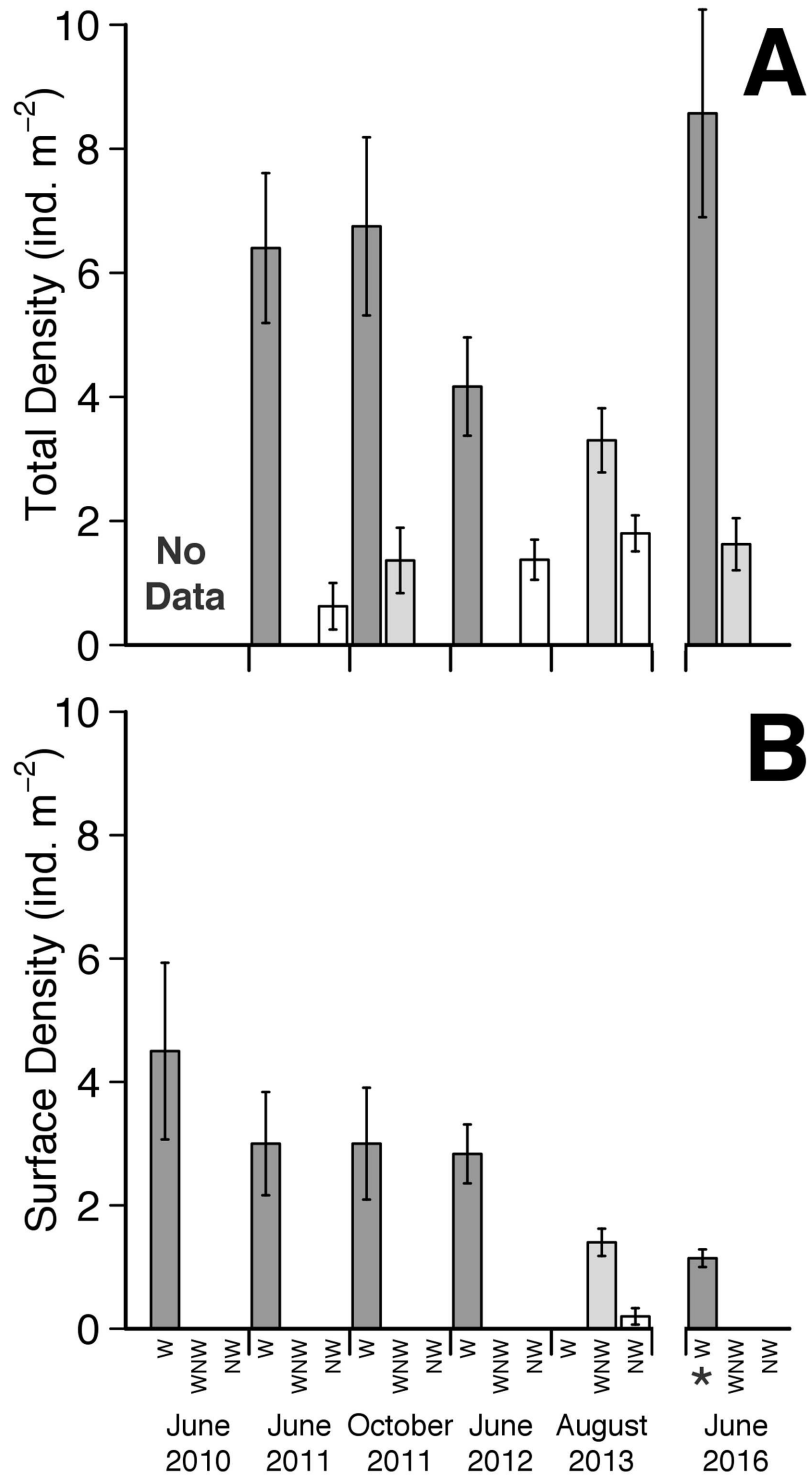 A
Total Density (ind. m−2)
10
8
6
4
2
0
No
Data
B
Surface Density (ind. m−2)
10
8
6
4
2
0
W WNW NW W WNW NW W WNW NW W WNW NW W WNW NW W WNW NW
*
June June October June August June
2010 2011 2011 2012 2013 2016